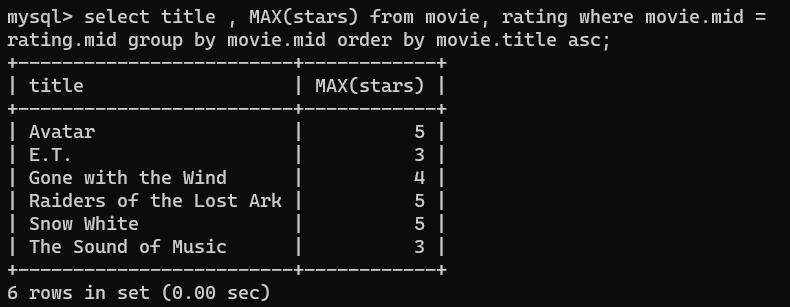 mysql> select title , MAX(stars) from movie, rating where movie.mid =
rating.mid group by movie.mid order by movie.title asc;
+-------------------------+------------+
| title                   | MAX(stars) |
+-------------------------+------------+
| Avatar                  |          5 |
| E.T.                    |          3 |
| Gone with the Wind      |          4 |
| Raiders of the Lost Ark |          5 |
| Snow White              |          5 |
| The Sound of Music      |          3 |
+-------------------------+------------+
6 rows in set (0.00 sec)